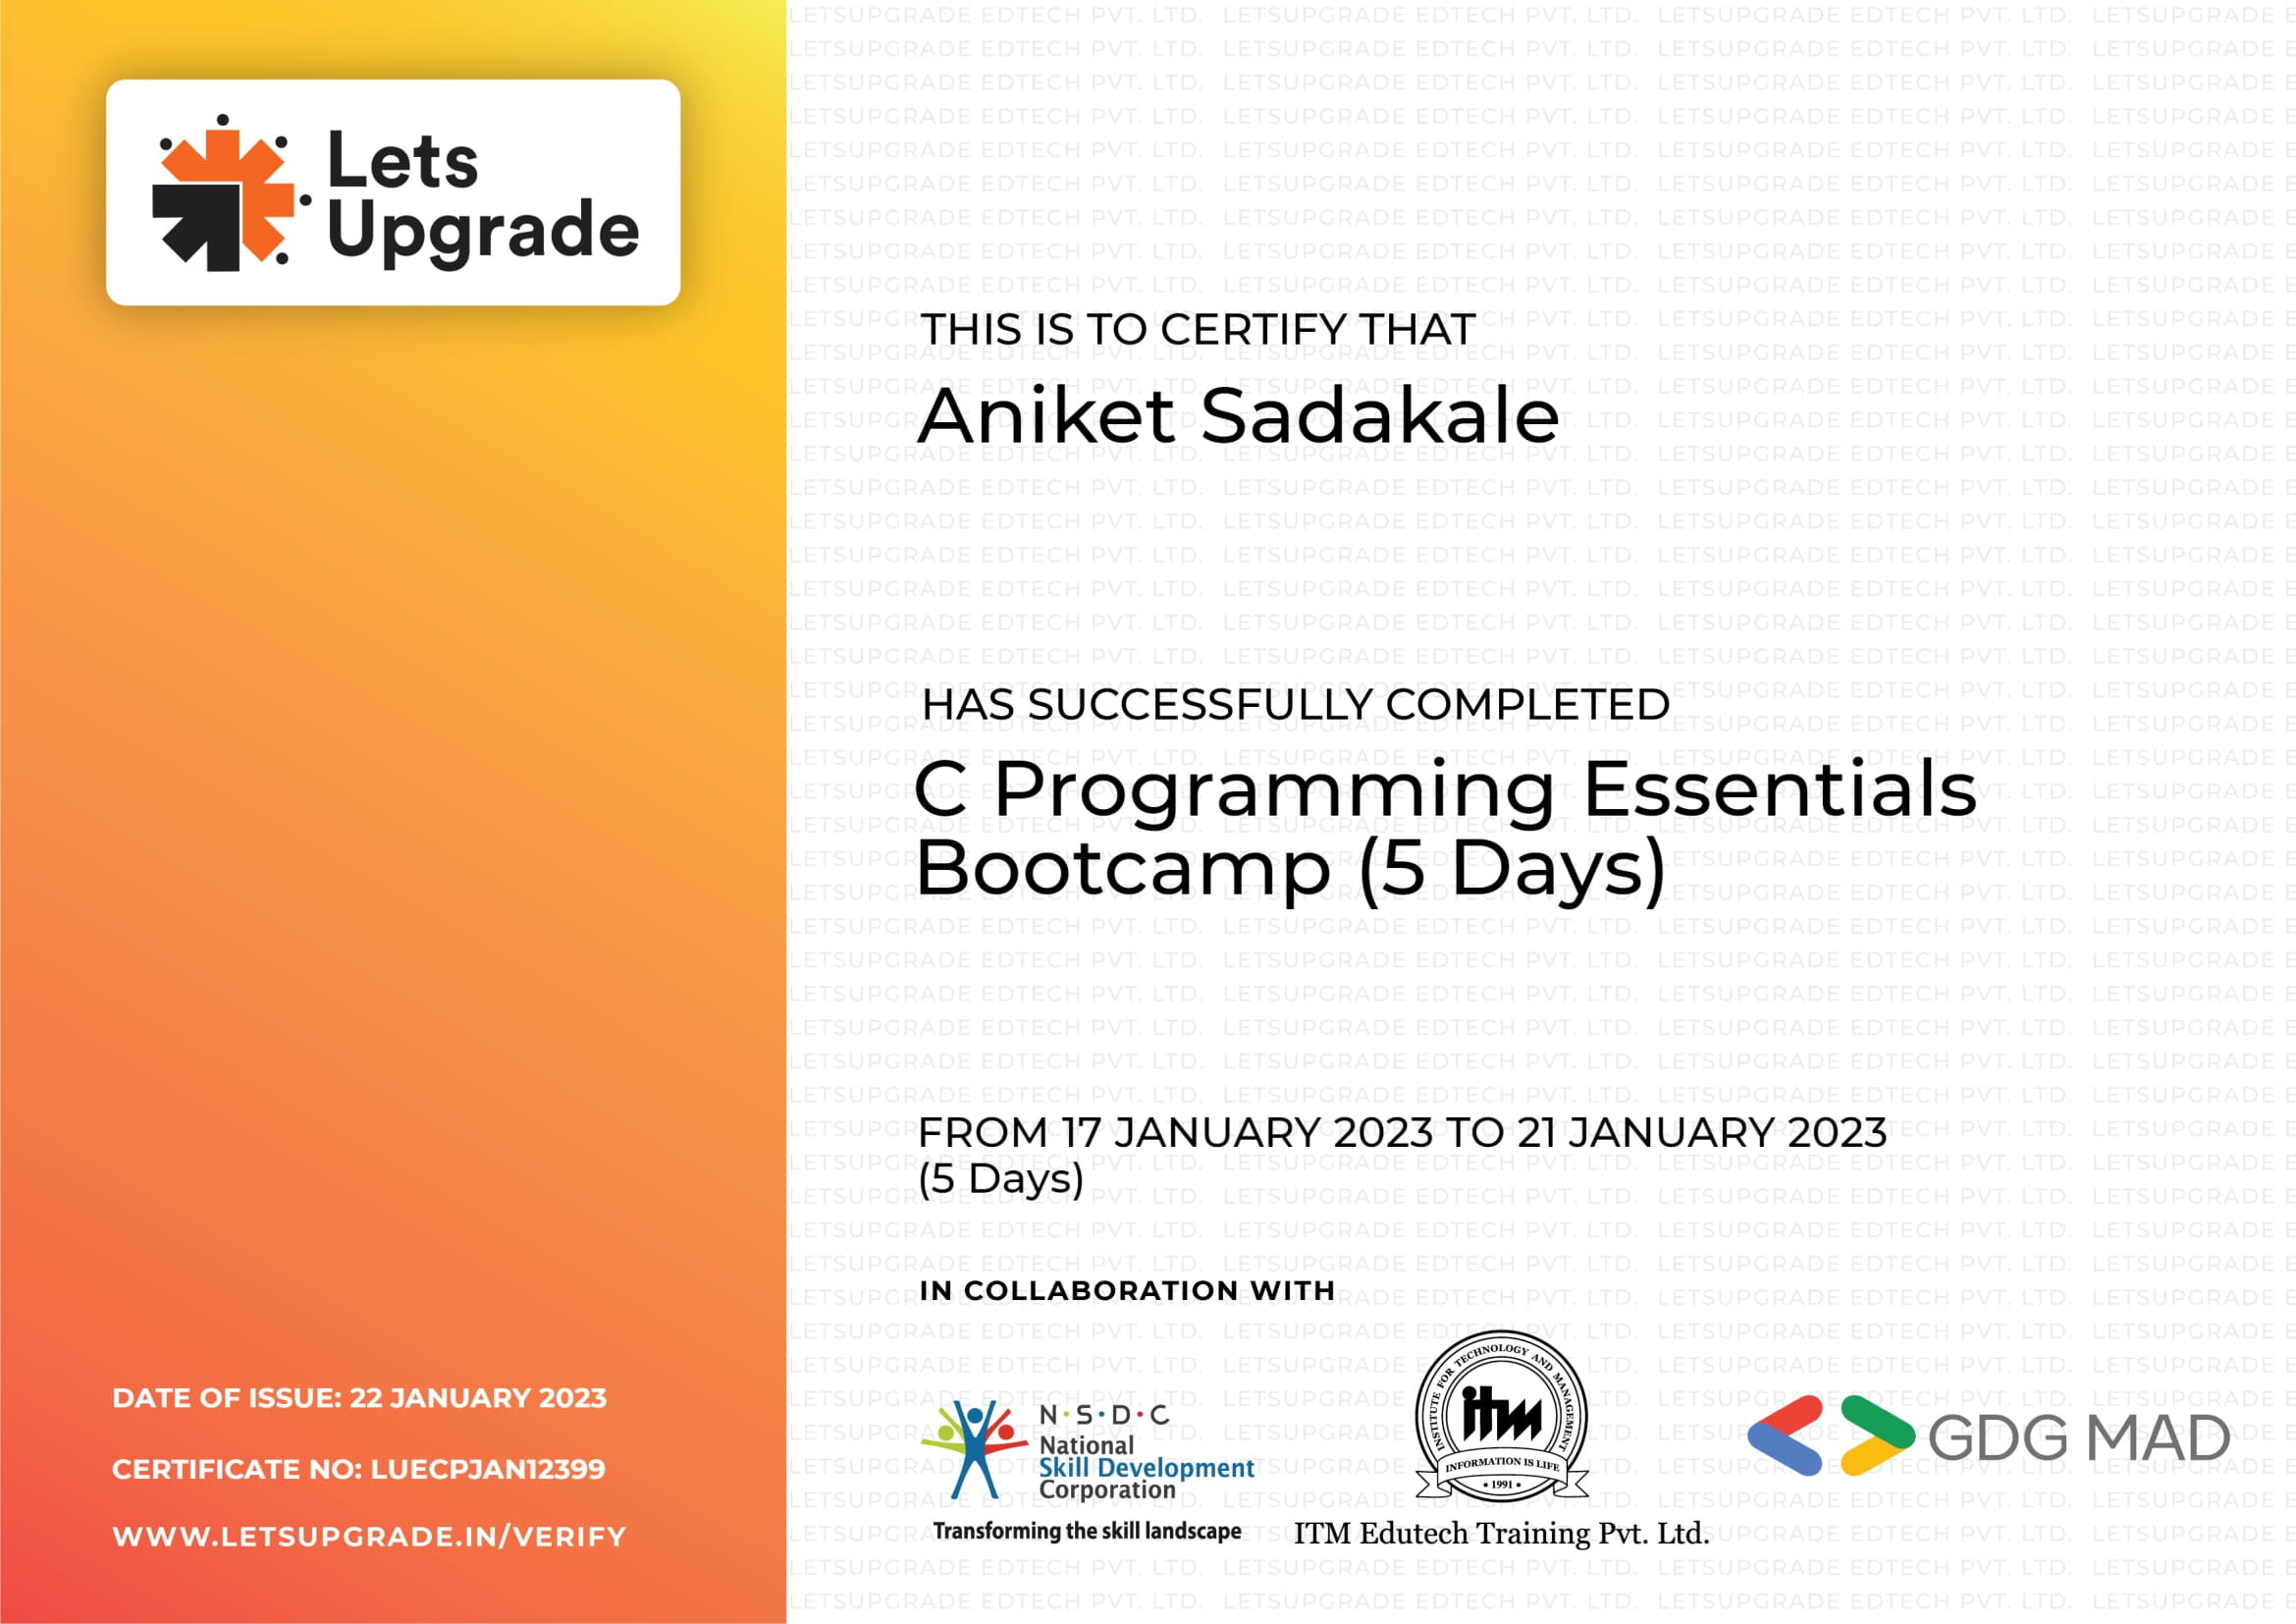 Lets
Upgrade
THIS IS TO CERTIFY THAT
Aniket Sadakale
HAS SUCCESSFULLY COMPLETED
C Programming Essentials
Bootcamp (5 Days)
FROM 17 JANUARY 2023 TO 21 JANUARY 2023
(5 Days)
IN COLLABORATION WITH
DATE OF ISSUE: 22 JANUARY 2023
CERTIFICATE NO: LUECPJAN12399
WWW.LETSUPGRADE.IN/VERIFY
N·S·D·C
National
Skill Development
Corporation
Transforming the skill landscape
INSTITUTE FOR TECHNOLOGY AND MANAGEMENT
itm
INFORMATION IS LIFE
• 1991 •
ITM Edutech Training Pvt. Ltd.
GDG MAD
LETSUPGRADE EDTECH PVT. LTD.